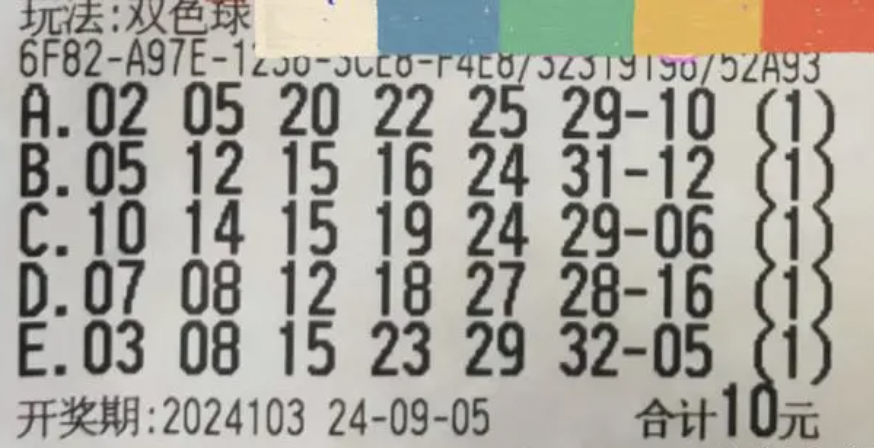 玩法:双色球
A.02 05 20 22 25 29-10 (1)
B.05 12 15 16 24 31-12 (1)
C.10 14 15 19 24 29-06 (1)
D.07 08 12 18 27 28-16 (1)
E.03 08 15 23 29 32-05 (1)
开奖期:2024103 24-09-05 合计10元